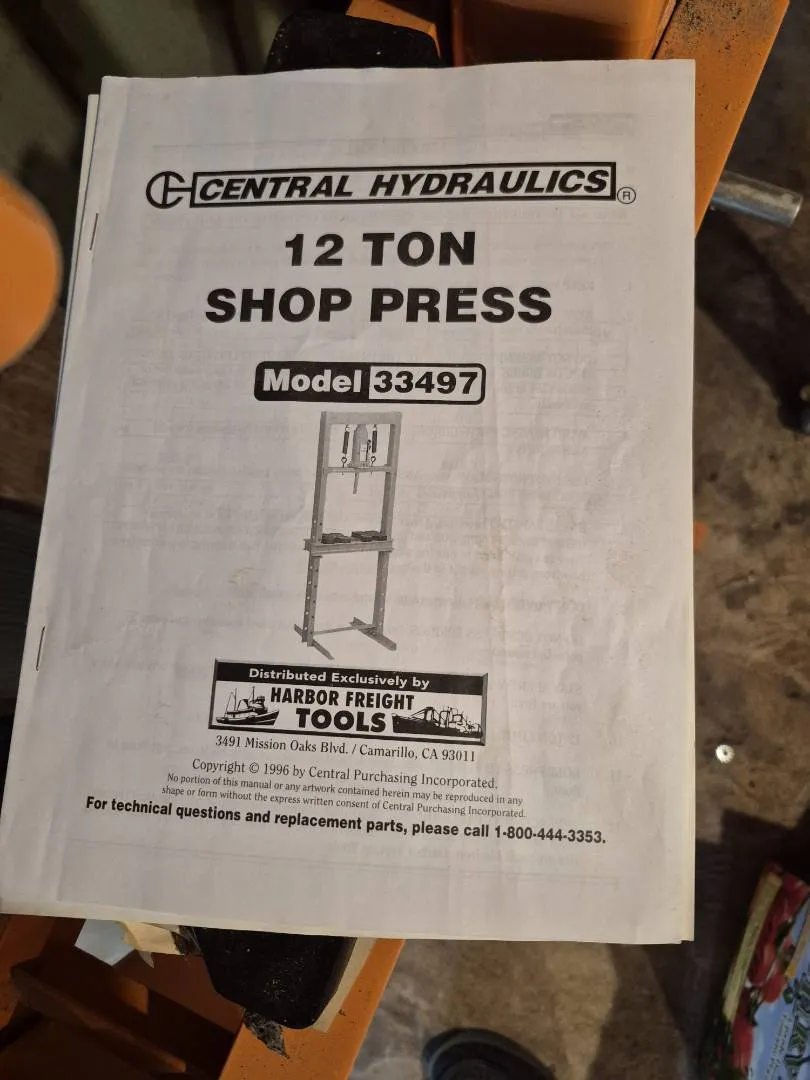 CENTRAL HYDRAULICS®
12 TON
SHOP PRESS
Model 33497
Distributed Exclusively by
HARBOR FREIGHT
TOOLS
3491 Mission Oaks Blvd. / Camarillo, CA 93011
Copyright © 1996 by Central Purchasing Incorporated.
No portion of this manual or any artwork contained herein may be reproduced in any
shape or form without the express written consent of Central Purchasing Incorporated.
For technical questions and replacement parts, please call 1-800-444-3353.